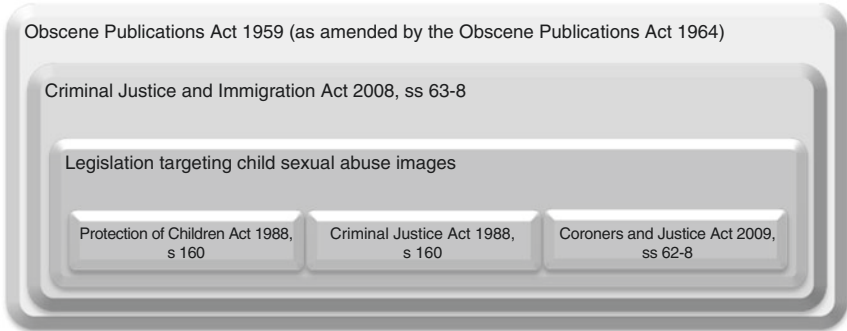 Obscene Publications Act 1959 (as amended by the Obscene Publications Act 1964)
Criminal Justice and Immigration Act 2008, ss 63-8
Legislation targeting child sexual abuse images
Protection of Children Act 1988,
s 160
Criminal Justice Act 1988,
s 160
Coroners and Justice Act 2009,
ss 62-8